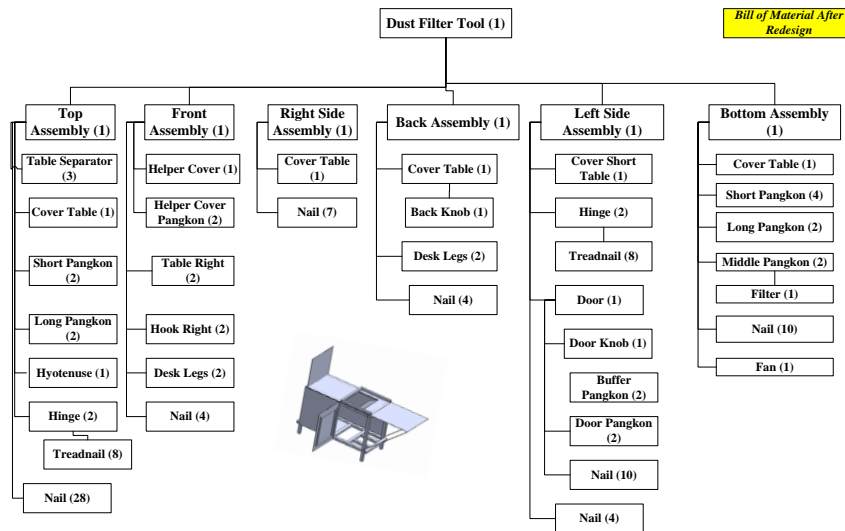 Dust Filter Tool (1)
Bill of Material After
Redesign
Top
Assembly (1)
Table Separator
(3)
Cover Table (1)
Short Pangkon
(2)
Long Pangkon
(2)
Hyotenuse (1)
Hinge (2)
Treadnail (8)
Nail (28)
Front
Assembly (1)
Helper Cover (1)
Helper Cover
Pangkon (2)
Table Right
(2)
Hook Right (2)
Desk Legs (2)
Nail (4)
Right Side
Assembly (1)
Cover Table
(1)
Nail (7)
Back Assembly (1)
Cover Table (1)
Back Knob (1)
Desk Legs (2)
Nail (4)
Left Side
Assembly (1)
Cover Short
Table (1)
Hinge (2)
Treadnail (8)
Door (1)
Door Knob (1)
Buffer
Pangkon (2)
Door Pangkon
(2)
Nail (10)
Nail (4)
Bottom Assembly
(1)
Cover Table (1)
Short Pangkon (4)
Long Pangkon (2)
Middle Pangkon (2)
Filter (1)
Nail (10)
Fan (1)